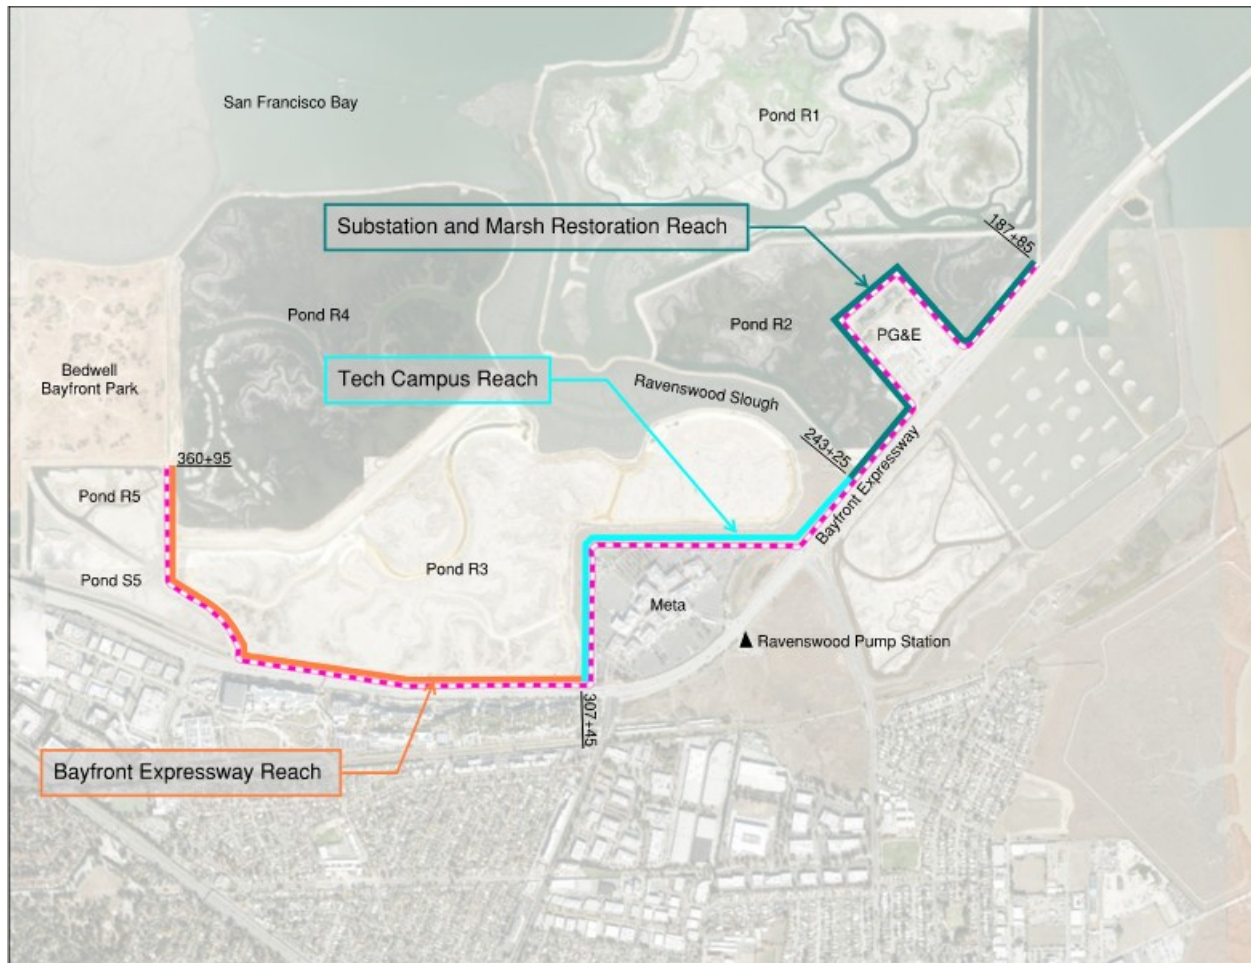 San Francisco Bay
Pond R1
Substation and Marsh Restoration Reach
187+85
Pond R4
Pond R2
PG&E
Bedwell
Bayfront Park
Tech Campus Reach
Ravenswood Slough
243+25
Bayfront Expressway
360+95
Pond R5
Pond R3
Pond S5
Meta
Ravenswood Pump Station
307+45
Bayfront Expressway Reach